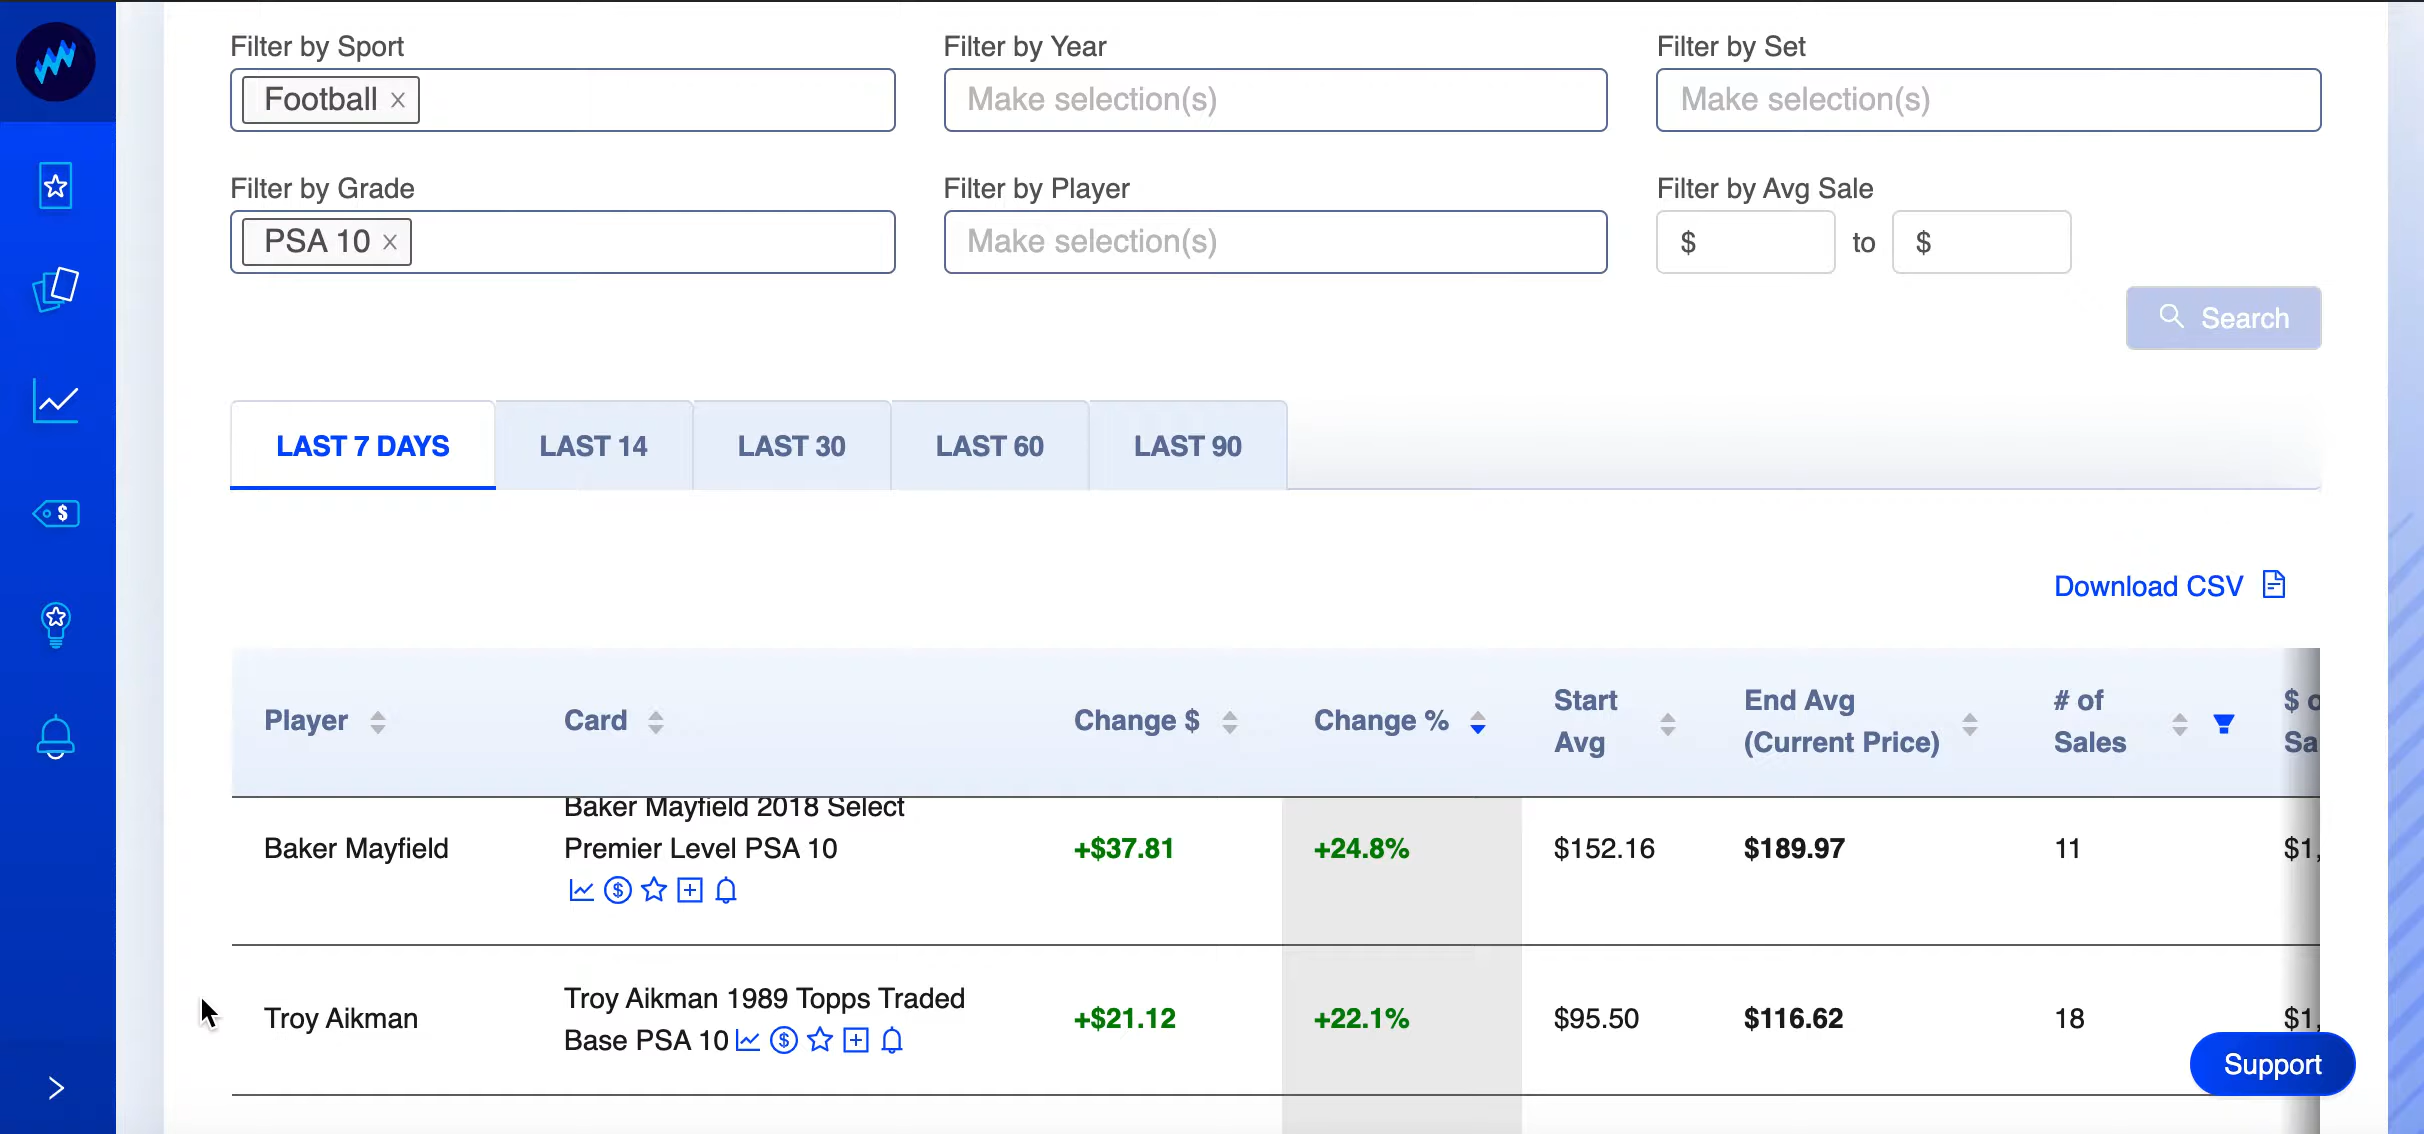 Filter by Sport
Filter by Year
Filter by Set
Football ×
Make selection(s)
Make selection(s)
Filter by Grade
Filter by Player
Filter by Avg Sale
PSA 10 ×
Make selection(s)
$ to $
Search
LAST 7 DAYS
LAST 14
LAST 30
LAST 60
LAST 90
Download CSV
Player
Card
Change $
Change %
Start
Avg
End Avg
(Current Price)
# of
Sales
$ o
Sa
Baker Mayfield
Baker Mayfield 2018 Select
Premier Level PSA 10
+$37.81
+24.8%
$152.16
$189.97
11
$1,
Troy Aikman
Troy Aikman 1989 Topps Traded
Base PSA 10
+$21.12
+22.1%
$95.50
$116.62
18
$1,
Support